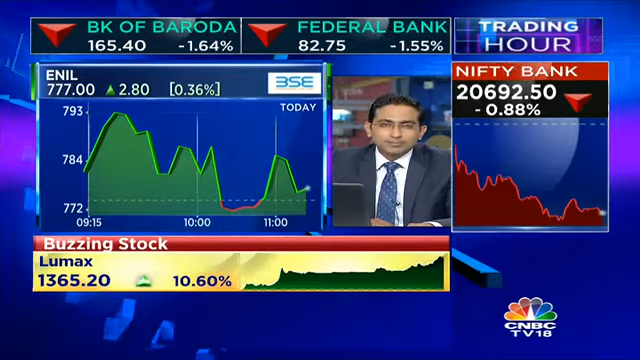 BK OF BARODA
165.40 -1.64%
FEDERAL BANK
82.75 -1.55%
TRADING
HOUR
ENIL
777.00 2.80 [0.36%]
BSE
TODAY
793
784
772
09:15 10:00 11:00
NIFTY BANK
20692.50
- 0.88%
Buzzing Stock
Lumax
1365.20 10.60%
CNBC
TV18